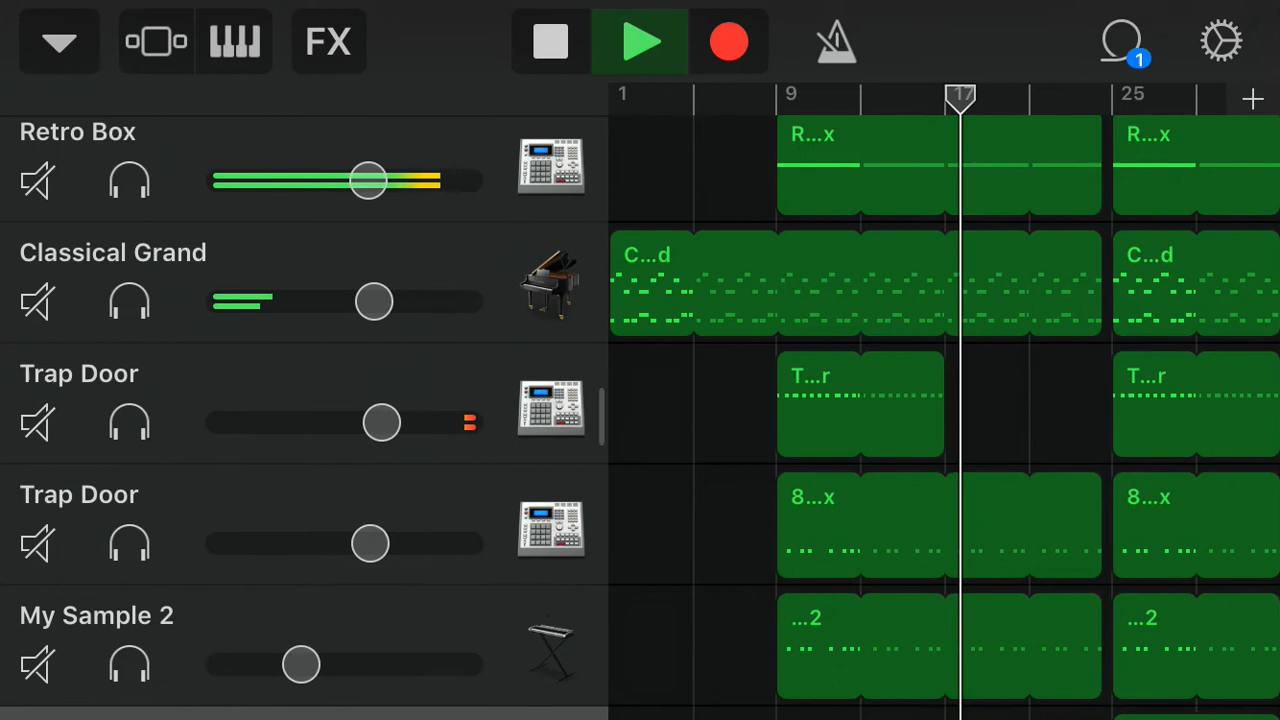 FX
1
1
9
17
25
Retro Box
R...x
R...x
Classical Grand
C...d
C...d
Trap Door
T...r
T...r
Trap Door
8...x
8...x
My Sample 2
...2
...2